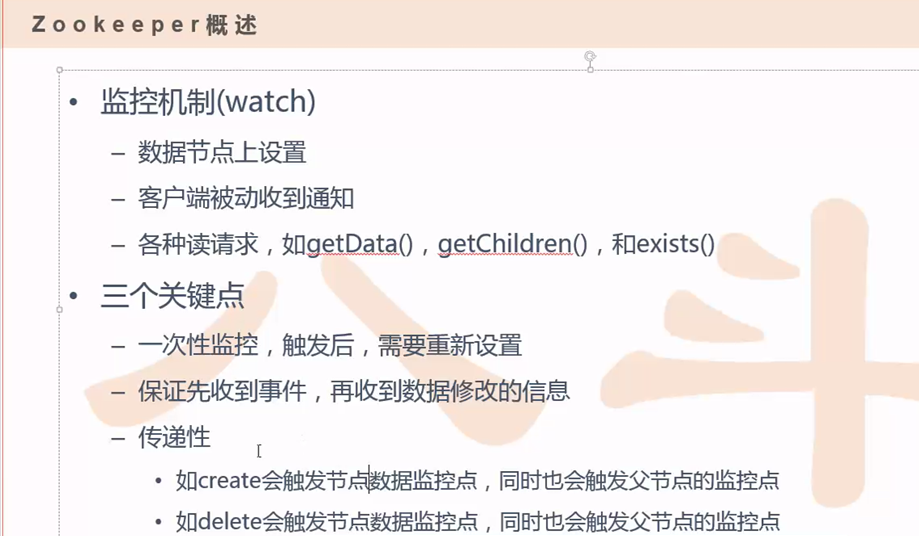 Zookeeper概述
• 监控机制(watch)
– 数据节点上设置
– 客户端被动收到通知
– 各种读请求，如getData()，getChildren()，和exists()
• 三个关键点
– 一次性监控，触发后，需要重新设置
– 保证先收到事件，再收到数据修改的信息
– 传递性
• 如create会触发节点数据监控点，同时也会触发父节点的监控点
• 如delete会触发节点数据监控点，同时也会触发父节点的监控点
八斗